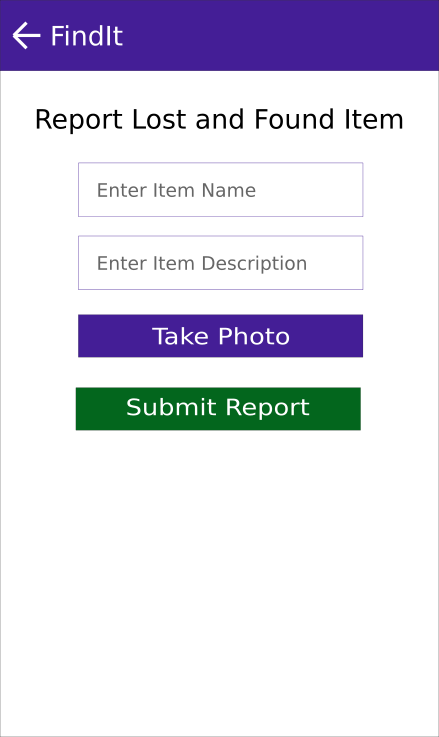 FindIt
Report Lost and Found Item
Enter Item Name
Enter Item Description
Take Photo
Submit Report